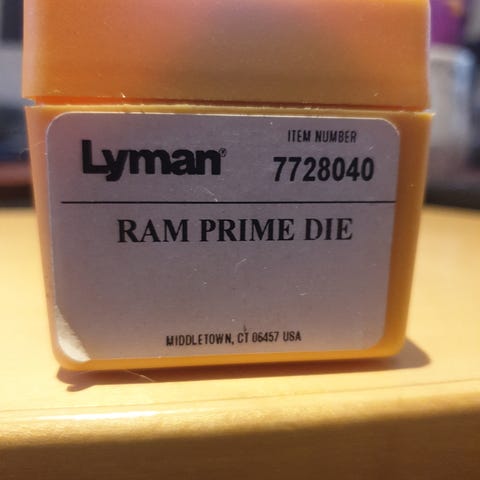 ITEM NUMBER
Lyman® 7728040
RAM PRIME DIE
MIDDLETOWN, CT 06457 USA